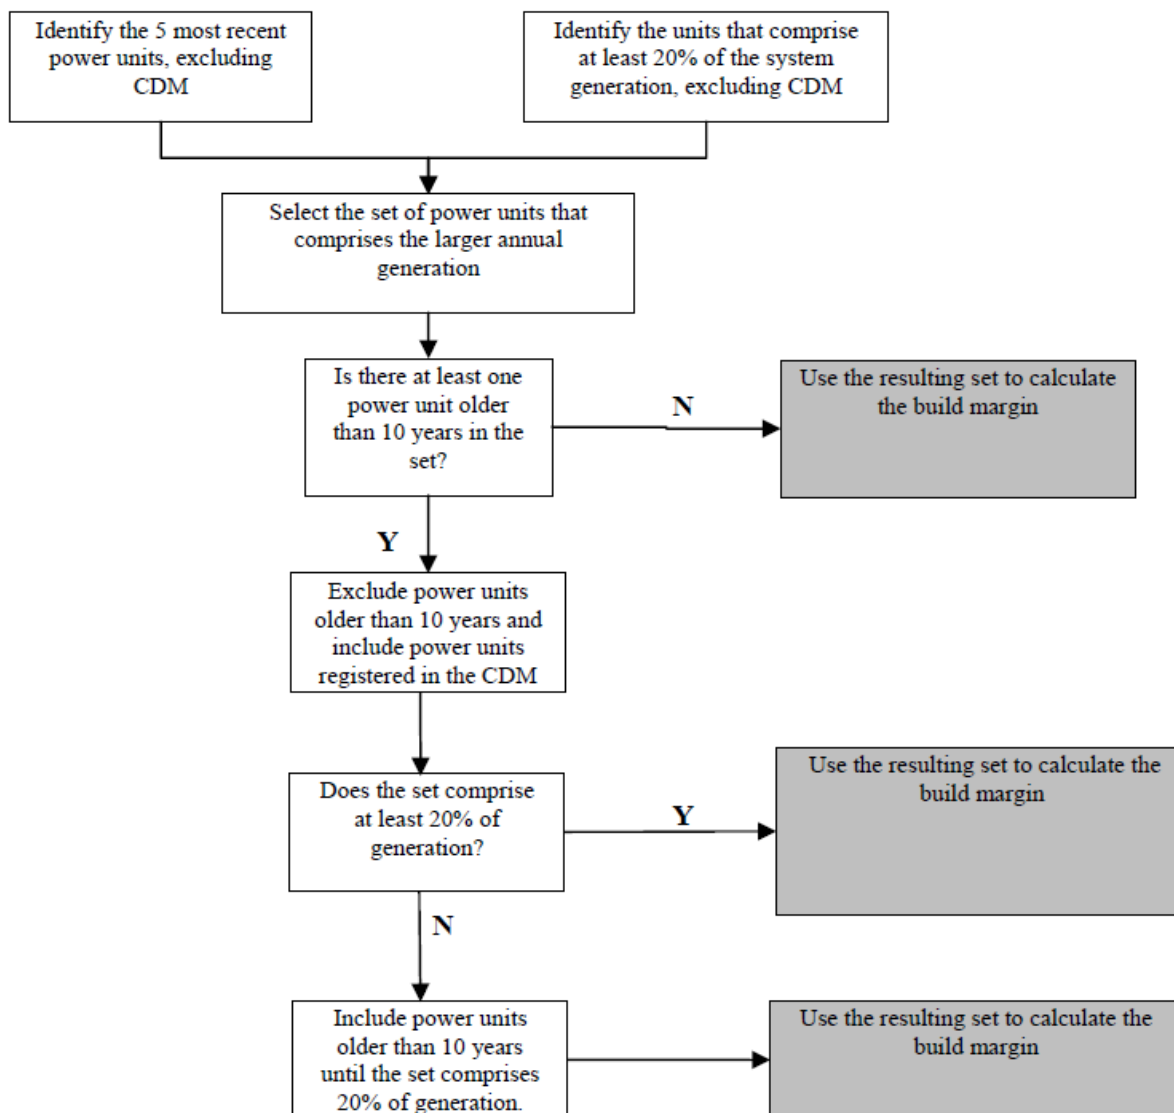 Identify the 5 most recent
power units, excluding
CDM
Identify the units that comprise
at least 20% of the system
generation, excluding CDM
Select the set of power units that
comprises the larger annual
generation
Is there at least one
power unit older
than 10 years in the
set?
N
Use the resulting set to calculate
the build margin
Y
Exclude power units
older than 10 years and
include power units
registered in the CDM
Does the set comprise
at least 20% of
generation?
Y
Use the resulting set to calculate the
build margin
N
Include power units
older than 10 years
until the set comprises
20% of generation.
Use the resulting set to calculate the
build margin